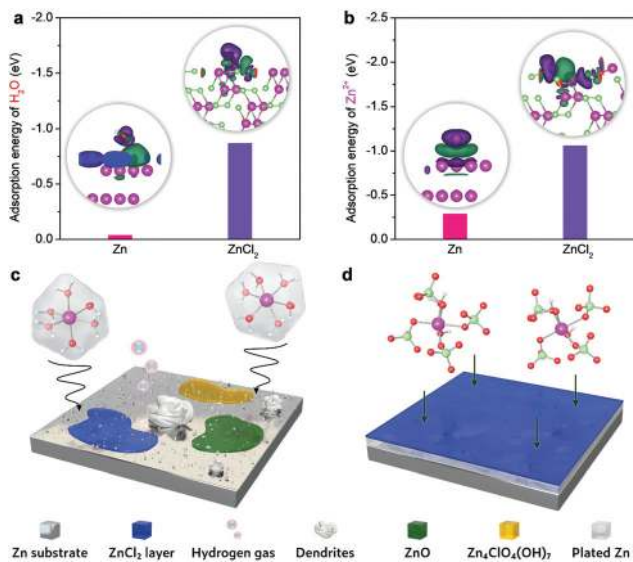 a
-2.0
-1.5
-1.0
-0.5
0.0
Adsorption energy of H₂O (eV)
Zn
ZnCl₂
b
-2.5
-2.0
-1.5
-1.0
-0.5
0.0
Adsorption energy of Zn²⁺ (eV)
Zn
ZnCl₂
c
d
Zn substrate
ZnCl₂ layer
Hydrogen gas
Dendrites
ZnO
Zn₄ClO₄(OH)₇
Plated Zn